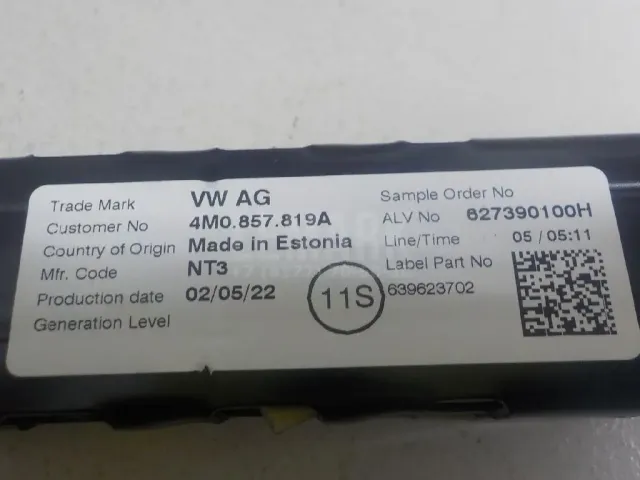 Trade Mark VW AG
Customer No 4M0.857.819A
Country of Origin Made in Estonia
Mfr. Code NT3
Production date 02/05/22
Generation Level
11S
Sample Order No
ALV No 627390100H
Line/Time 05 / 05:11
Label Part No
639623702